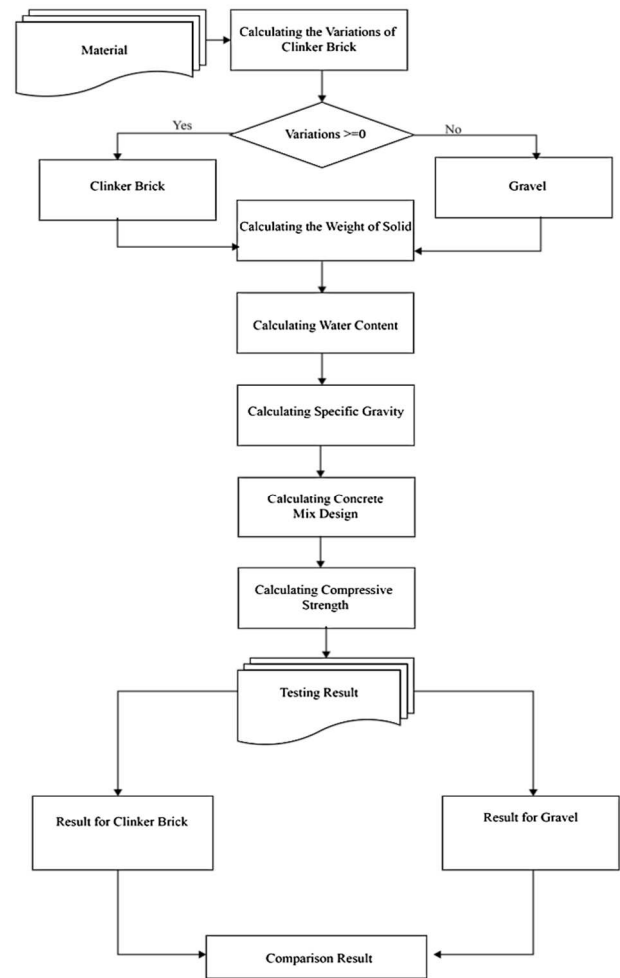 Material
Calculating the Variations of
Clinker Brick
Yes
Variations >=0
No
Clinker Brick
Gravel
Calculating the Weight of Solid
Calculating Water Content
Calculating Specific Gravity
Calculating Concrete
Mix Design
Calculating Compressive
Strength
Testing Result
Result for Clinker Brick
Result for Gravel
Comparison Result